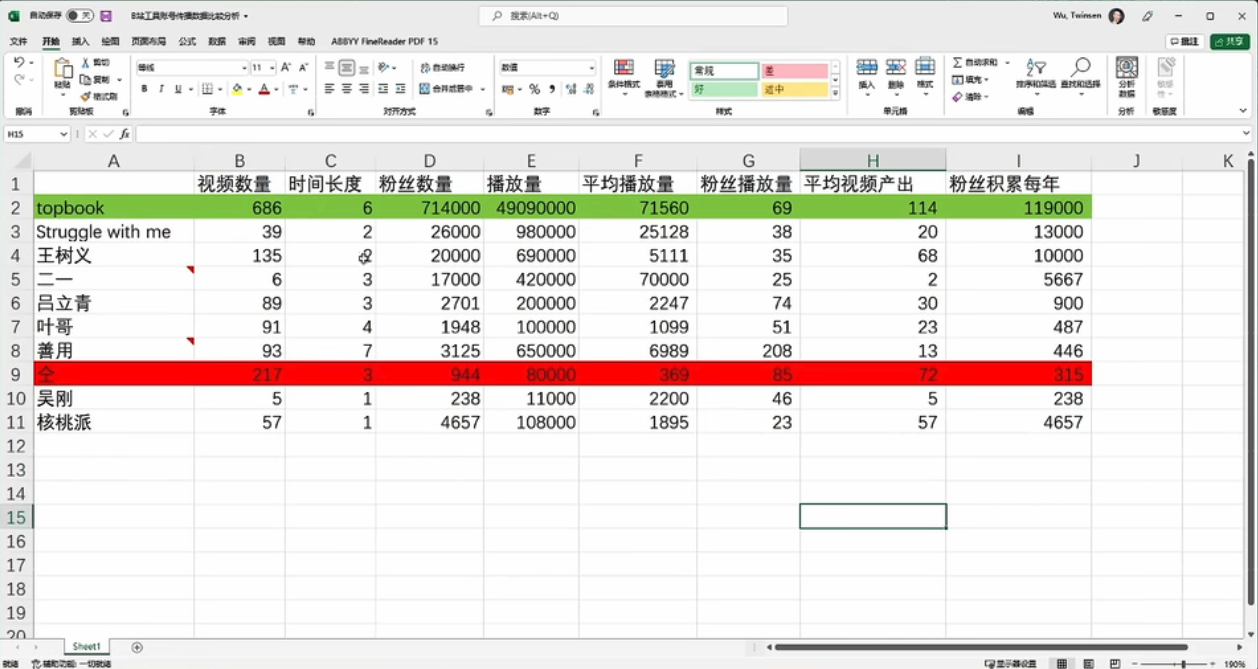 自动保存 关 B站工具账号传播数据比较分析 搜索(Alt+Q) Wu, Twinsen
文件 开始 插入 绘图 页面布局 公式 数据 审阅 视图 帮助 ABBYY FineReader PDF 15 批注 共享
粘贴 剪切 复制 格式刷 等线 11 自动换行 合并后居中 数值 条件格式 套用表格格式 常规 差 好 适中 插入 删除 格式 自动求和 填充 清除 排序和筛选 查找和选择 分析数据 敏感性
撤消 剪贴板 字体 对齐方式 数字 样式 单元格 编辑 分析 敏感度
H15 fx
A B C D E F G H I J K
1 视频数量 时间长度 粉丝数量 播放量 平均播放量 粉丝播放量 平均视频产出 粉丝积累每年
2 topbook 686 6 714000 49090000 71560 69 114 119000
3 Struggle with me 39 2 26000 980000 25128 38 20 13000
4 王树义 135 2 20000 690000 5111 35 68 10000
5 二一 6 3 17000 420000 70000 25 2 5667
6 吕立青 89 3 2701 200000 2247 74 30 900
7 叶哥 91 4 1948 100000 1099 51 23 487
8 善用 93 7 3125 650000 6989 208 13 446
9 仝 217 3 944 80000 369 85 72 315
10 吴刚 5 1 238 11000 2200 46 5 238
11 核桃派 57 1 4657 108000 1895 23 57 4657
12
13
14
15
16
17
18
19
20
Sheet1
就绪 辅助功能: 一切就绪 显示器设置 190%